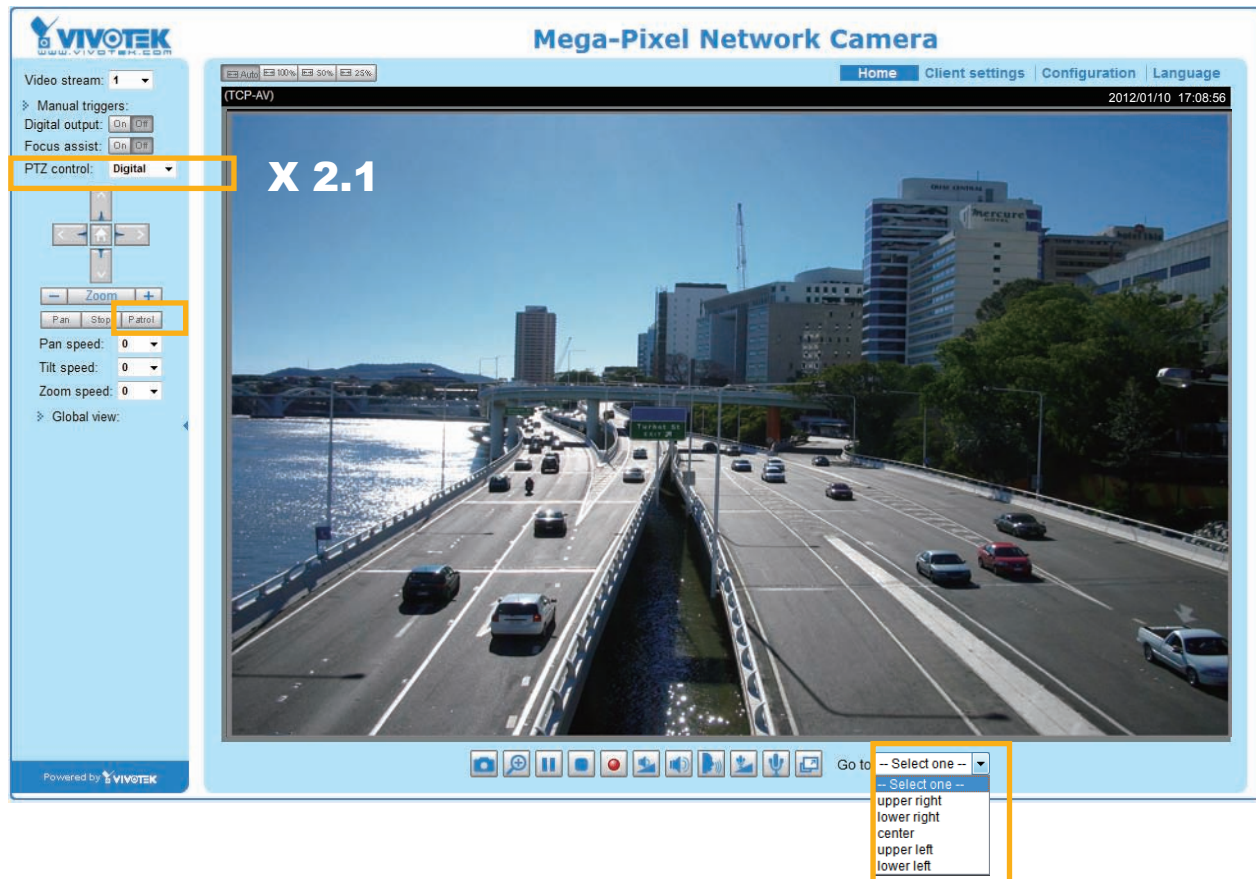 VIVOTEK
www.vivotek.com
Mega-Pixel Network Camera
Video stream: 1
Manual triggers:
Digital output: On Off
Focus assist: On Off
PTZ control: Digital
Zoom
Pan Stop Patrol
Pan speed: 0
Tilt speed: 0
Zoom speed: 0
Global view:
Powered by VIVOTEK
Auto 100% 50% 25%
Home Client settings Configuration Language
(TCP-AV) 2012/01/10 17:08:56
X 2.1
Mercure
Turbot St
EXIT
Go to -- Select one --
-- Select one --
upper right
lower right
center
upper left
lower left